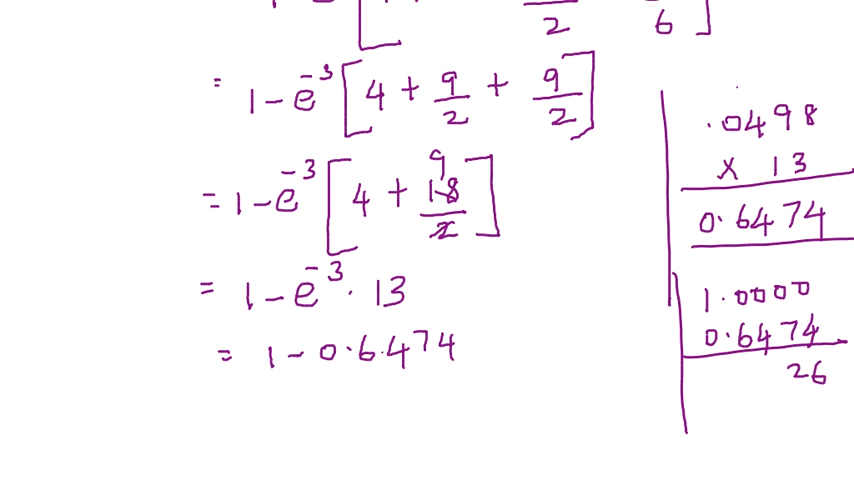 2 6 ]
= 1 - e^-3 [ 4 + 9/2 + 9/2 ]
= 1 - e^-3 [ 4 + 9 18/2 ]
= 1 - e^-3 . 13
= 1 - 0.6474
.0498
x 13
0.6474
1.0000
0.6474
26